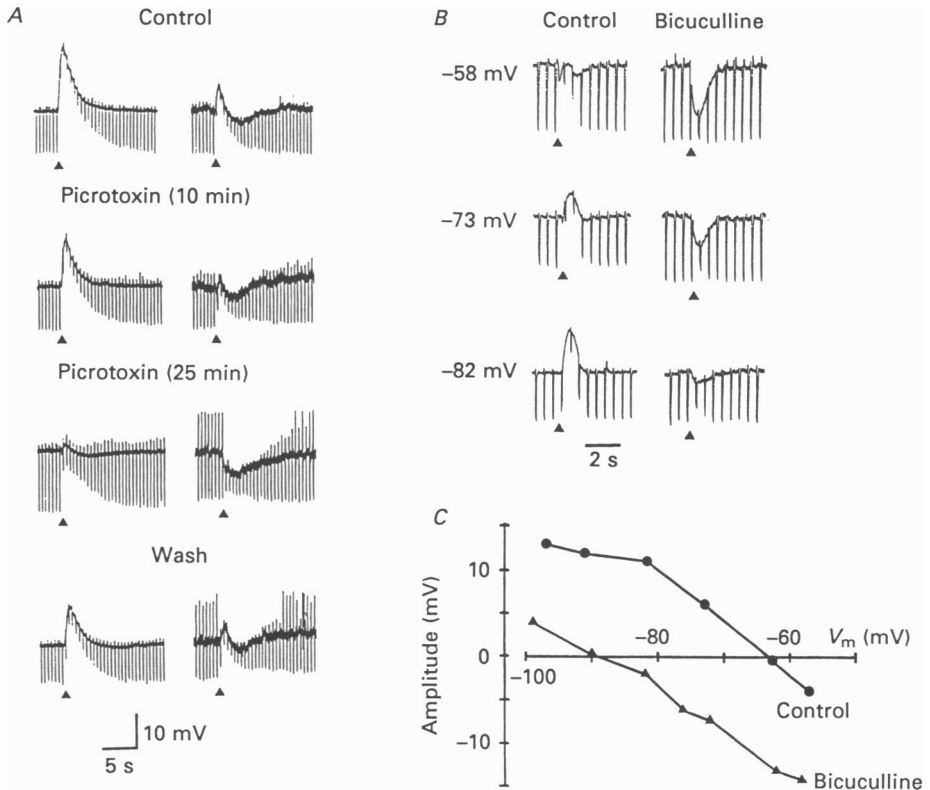 A
Control
Picrotoxin (10 min)
Picrotoxin (25 min)
Wash
10 mV
5 s
B
Control Bicuculline
–58 mV
–73 mV
–82 mV
2 s
C
Amplitude (mV)
10
0
–10
–100
–80
–60
Vm (mV)
Control
Bicuculline